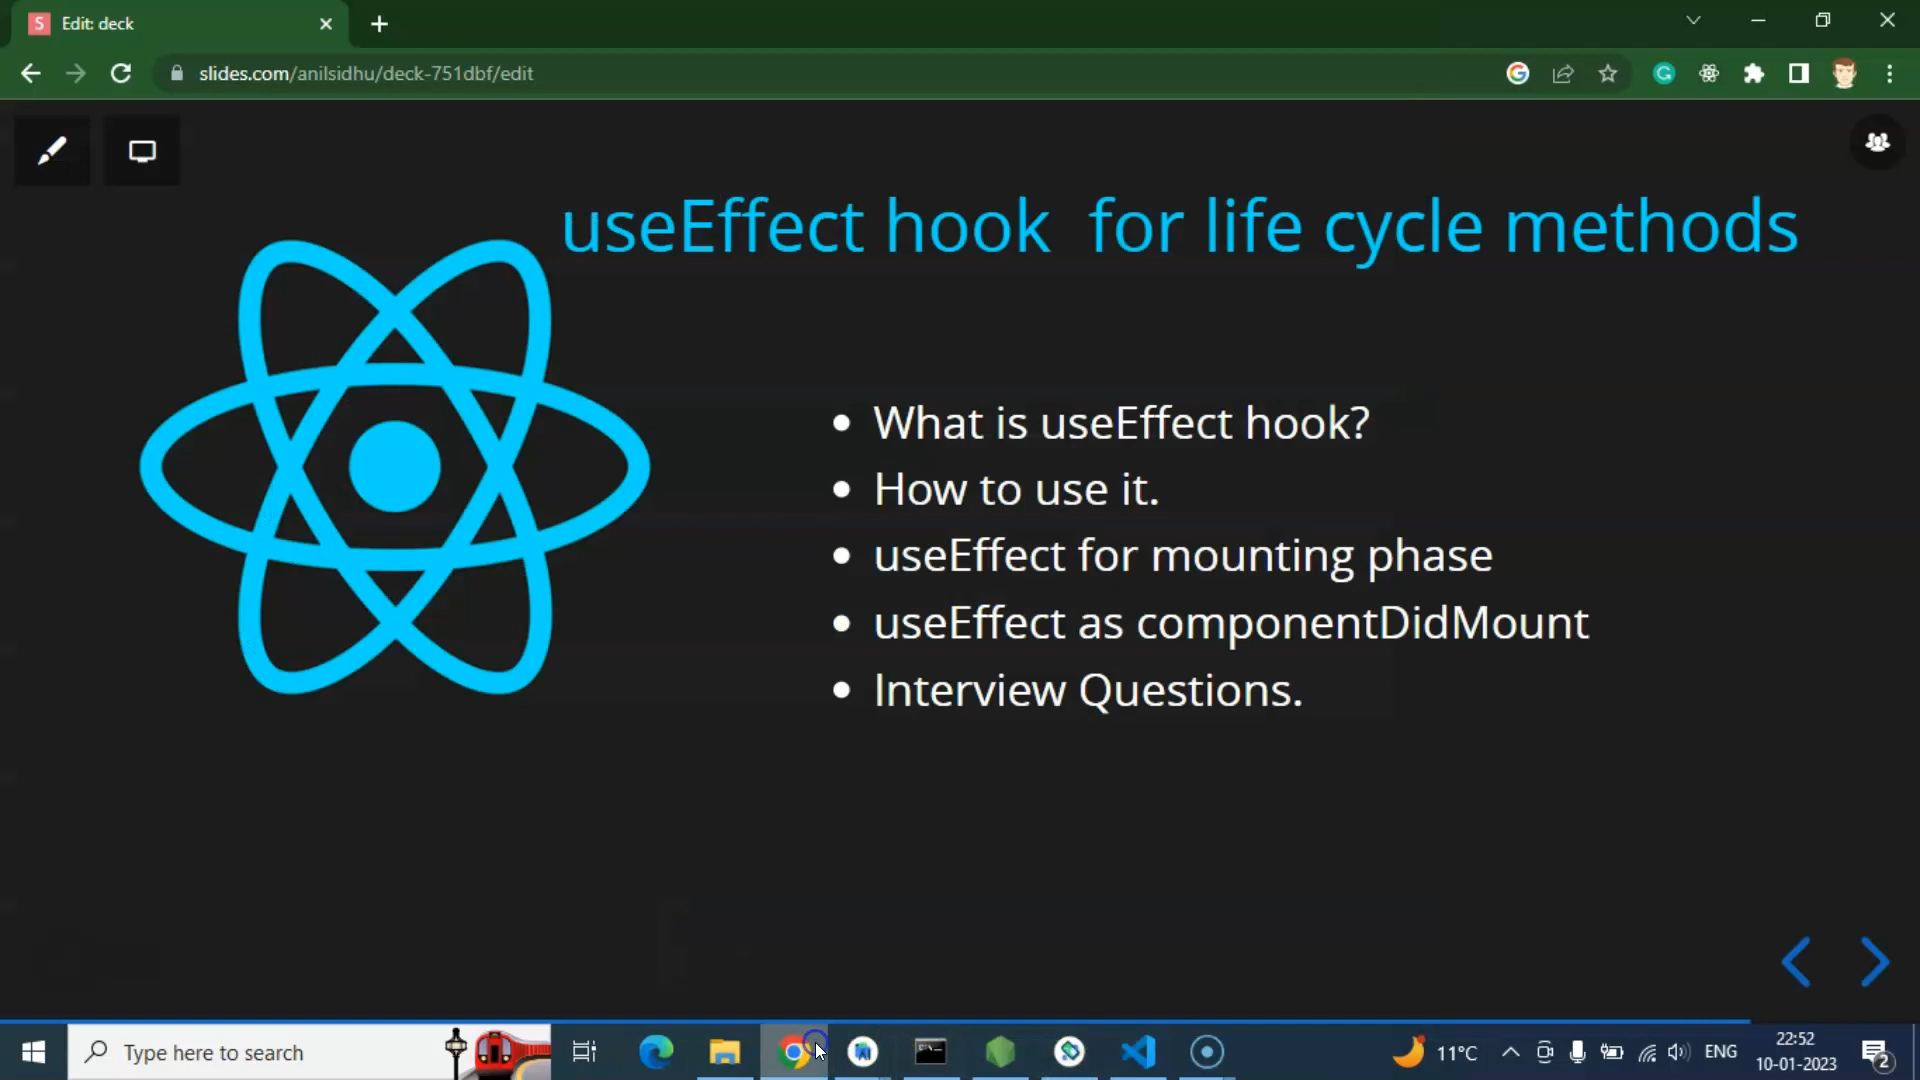 S Edit: deck
slides.com/anilsidhu/deck-751dbf/edit
useEffect hook  for life cycle methods
What is useEffect hook?
How to use it.
useEffect for mounting phase
useEffect as componentDidMount
Interview Questions.
Type here to search
11°C
ENG
22:52
10-01-2023
2